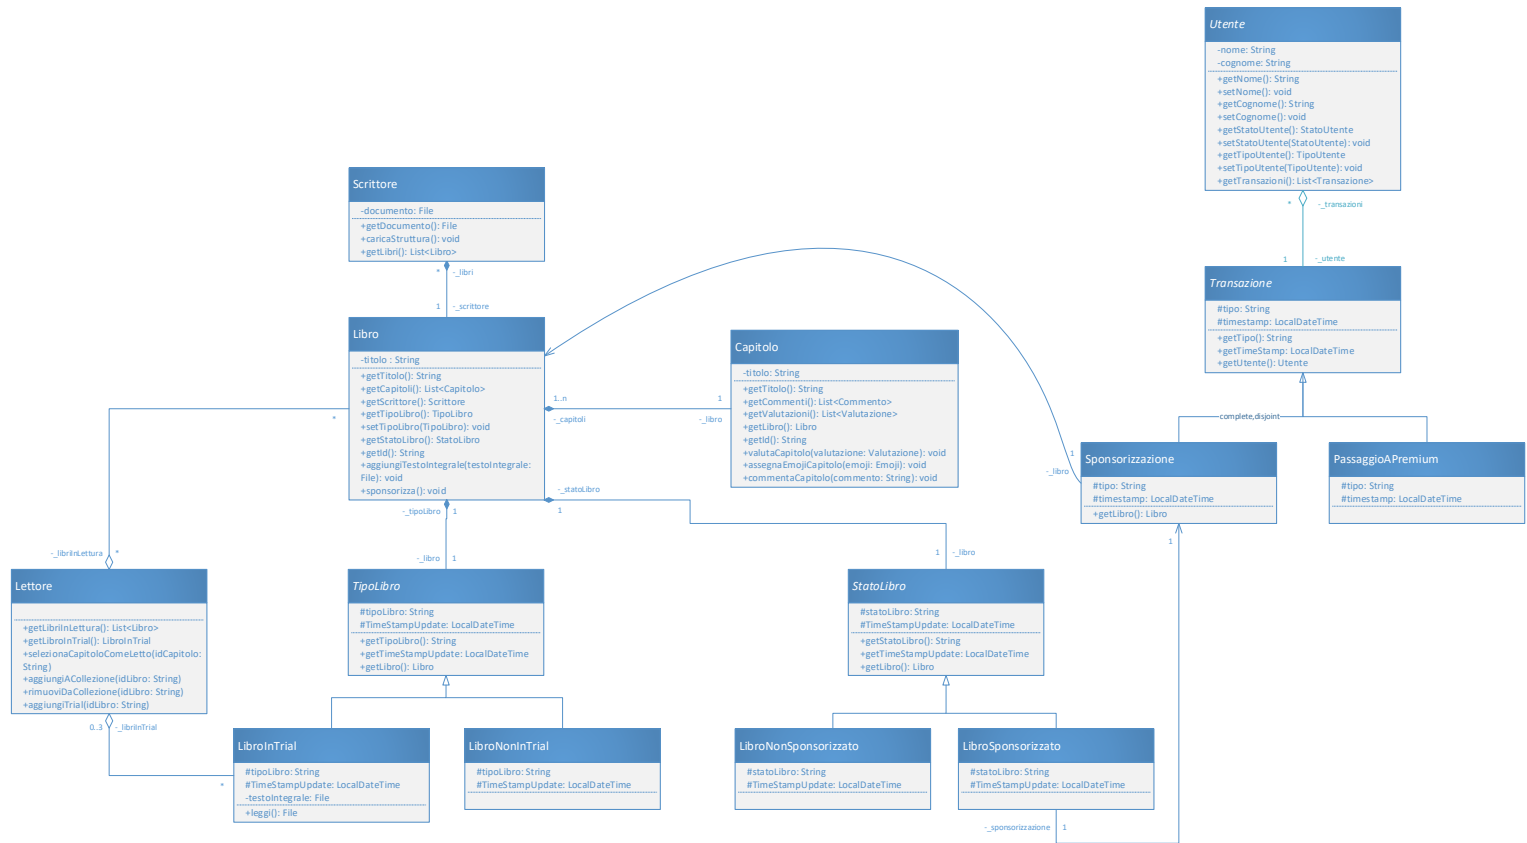 Utente
-nome: String
-cognome: String
+getNome(): String
+setNome(): void
+getCognome(): String
+setCognome(): void
+getStatoUtente(): StatoUtente
+setStatoUtente(StatoUtente): void
+getTipoUtente(): TipoUtente
+setTipoUtente(TipoUtente): void
+getTransazioni(): List<Transazione>
* -_transazioni
1 -_utente
Transazione
#tipo: String
#timestamp: LocalDateTime
+getTipo(): String
+getTimeStamp: LocalDateTime
+getUtente(): Utente
complete,disjoint
Sponsorizzazione
#tipo: String
#timestamp: LocalDateTime
+getLibro(): Libro
PassaggioAPremium
#tipo: String
#timestamp: LocalDateTime
1
-_libro
1
Scrittore
-documento: File
+getDocumento(): File
+caricaStruttura(): void
+getLibri(): List<Libro>
* -_libri
1 -_scrittore
Libro
-titolo : String
+getTitolo(): String
+getCapitoli(): List<Capitolo>
+getScrittore(): Scrittore
+getTipoLibro(): TipoLibro
+setTipoLibro(TipoLibro): void
+getStatoLibro(): StatoLibro
+getId(): String
+aggiungiTestoIntegrale(testoIntegrale:
File): void
+sponsorizza(): void
1..n
-_capitoli
1
-_libro
Capitolo
-titolo: String
+getTitolo(): String
+getCommenti(): List<Commento>
+getValutazioni(): List<Valutazione>
+getLibro(): Libro
+getId(): String
+valutaCapitolo(valutazione: Valutazione): void
+assegnaEmojiCapitolo(emoji: Emoji): void
+commentaCapitolo(commento: String): void
*
-_libriInLettura *
-_tipoLibro 1
-_libro 1
-_statoLibro
1
1 -_libro
Lettore
+getLibriInLettura(): List<Libro>
+getLibroInTrial(): LibroInTrial
+selezionaCapitoloComeLetto(idCapitolo:
String)
+aggiungiACollezione(idLibro: String)
+rimuoviDaCollezione(idLibro: String)
+aggiungiTrial(idLibro: String)
0..3 -_libriInTrial
*
TipoLibro
#tipoLibro: String
#TimeStampUpdate: LocalDateTime
+getTipoLibro(): String
+getTimeStampUpdate: LocalDateTime
+getLibro(): Libro
StatoLibro
#statoLibro: String
#TimeStampUpdate: LocalDateTime
+getStatoLibro(): String
+getTimeStampUpdate: LocalDateTime
+getLibro(): Libro
LibroInTrial
#tipoLibro: String
#TimeStampUpdate: LocalDateTime
-testoIntegrale: File
+leggi(): File
LibroNonInTrial
#tipoLibro: String
#TimeStampUpdate: LocalDateTime
LibroNonSponsorizzato
#statoLibro: String
#TimeStampUpdate: LocalDateTime
LibroSponsorizzato
#statoLibro: String
#TimeStampUpdate: LocalDateTime
-_sponsorizzazione 1